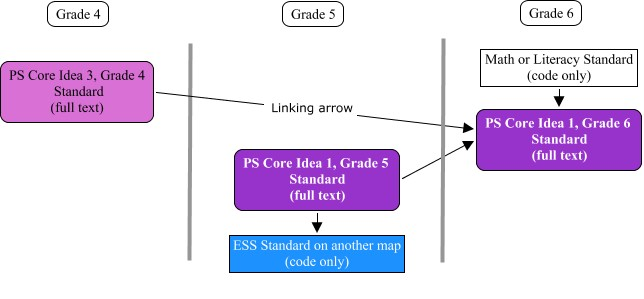 Grade 4
Grade 5
Grade 6
PS Core Idea 3, Grade 4
Standard
(full text)
Linking arrow
Math or Literacy Standard
(code only)
PS Core Idea 1, Grade 6
Standard
(full text)
PS Core Idea 1, Grade 5
Standard
(full text)
ESS Standard on another map
(code only)